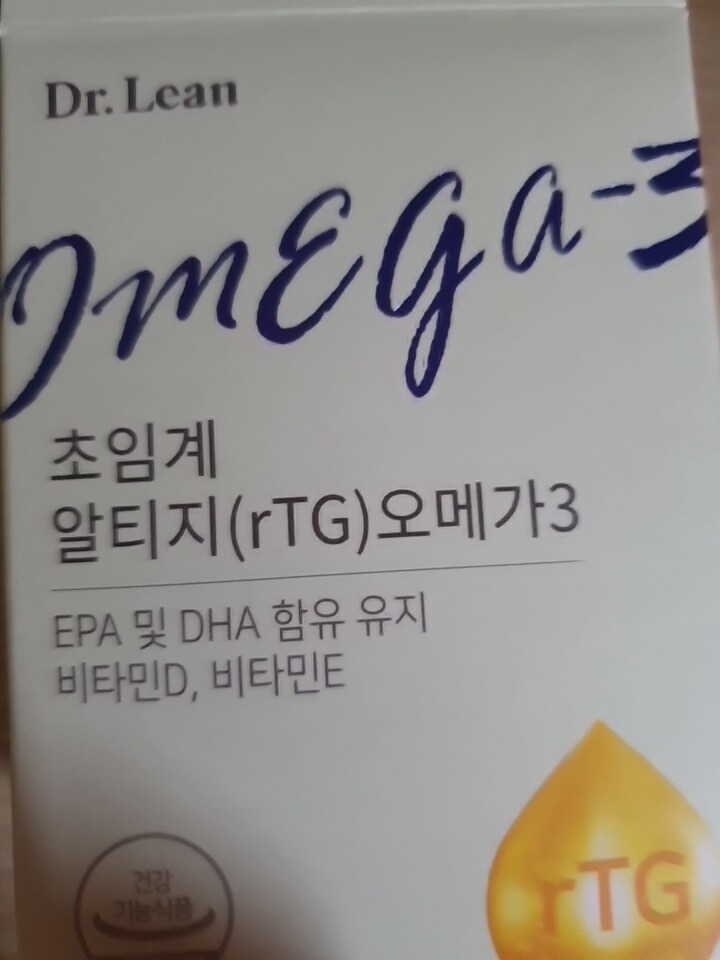 Dr. Lean
Omega-3
초임계
알티지(rTG)오메가3
EPA 및 DHA 함유 유지
비타민D, 비타민E
건강
기능식품
rTG